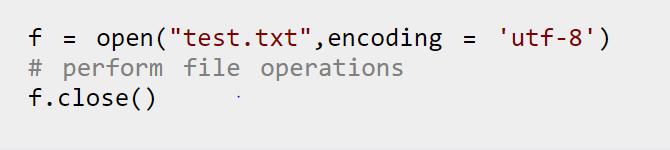 f = open("test.txt",encoding = 'utf-8')
# perform file operations
f.close()